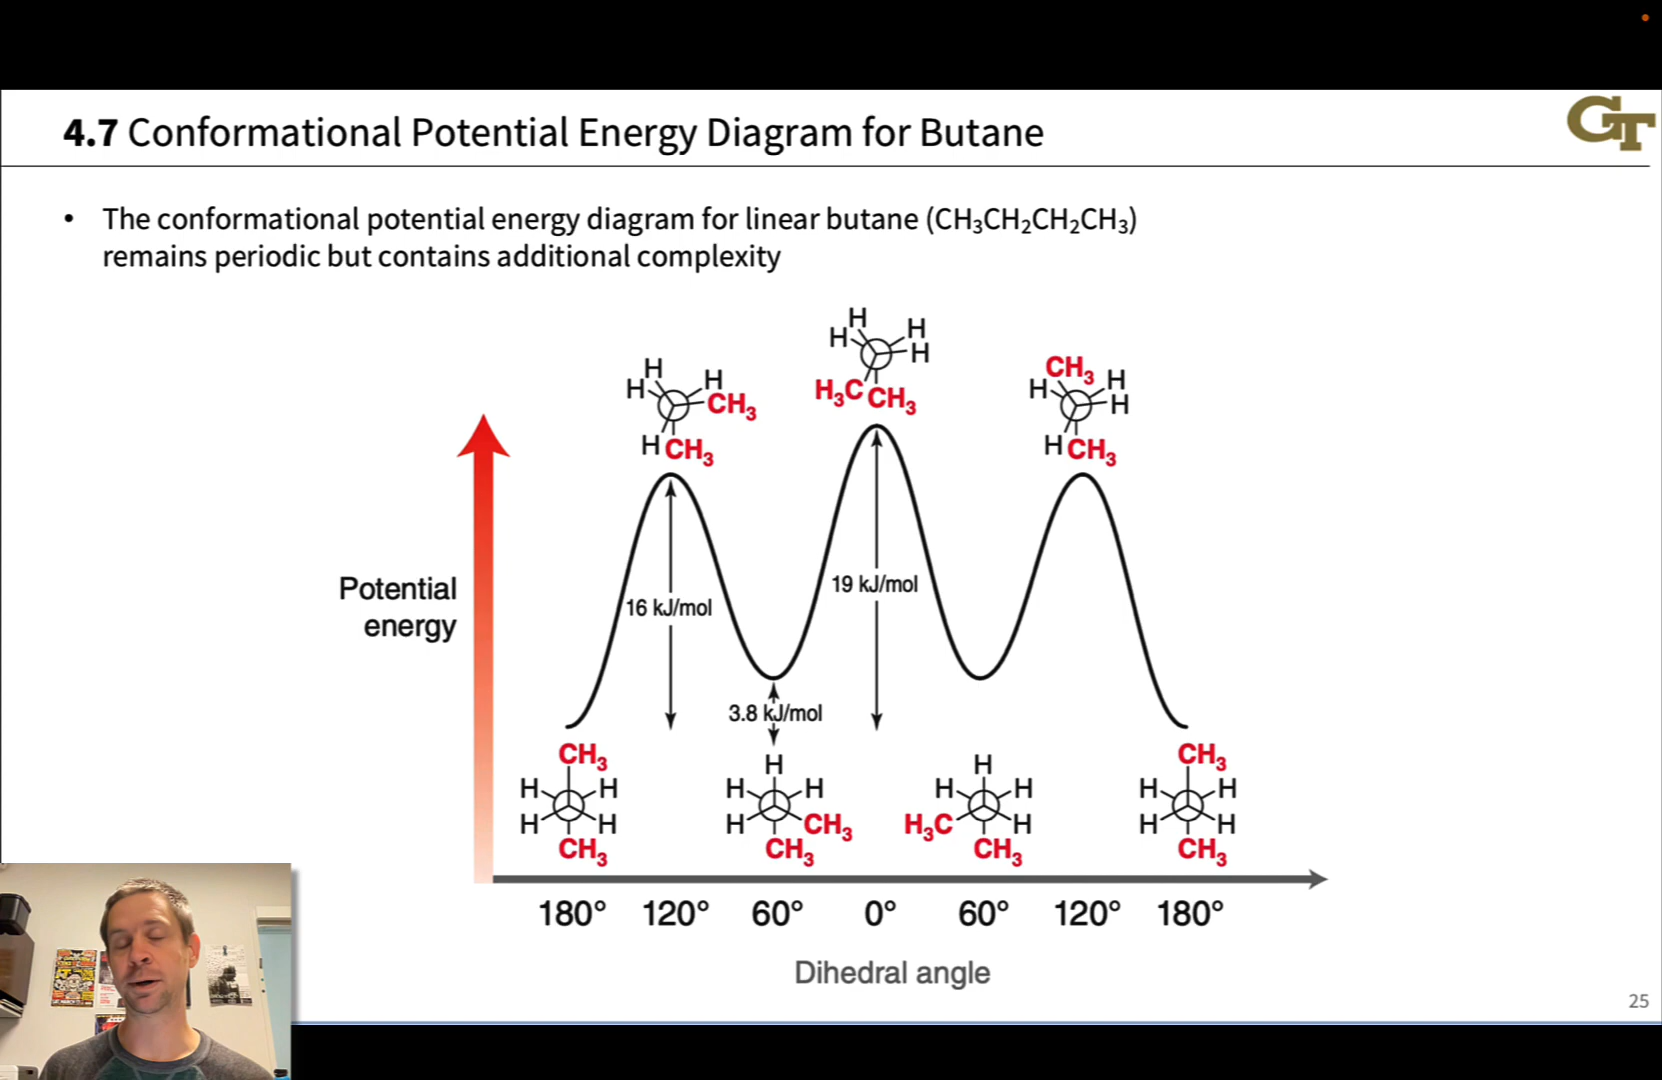 GT
4.7 Conformational Potential Energy Diagram for Butane
• The conformational potential energy diagram for linear butane (CH₃CH₂CH₂CH₃)
remains periodic but contains additional complexity
H
H H
H
H₃C CH₃
H
H H
CH₃
H CH₃
CH₃
H H
H
H CH₃
Potential
energy
16 kJ/mol
19 kJ/mol
3.8 kJ/mol
CH₃
H H
H H
CH₃
H
H H
H CH₃
CH₃
H
H H
H₃C H
CH₃
CH₃
H H
H H
CH₃
180° 120° 60° 0° 60° 120° 180°
Dihedral angle
25